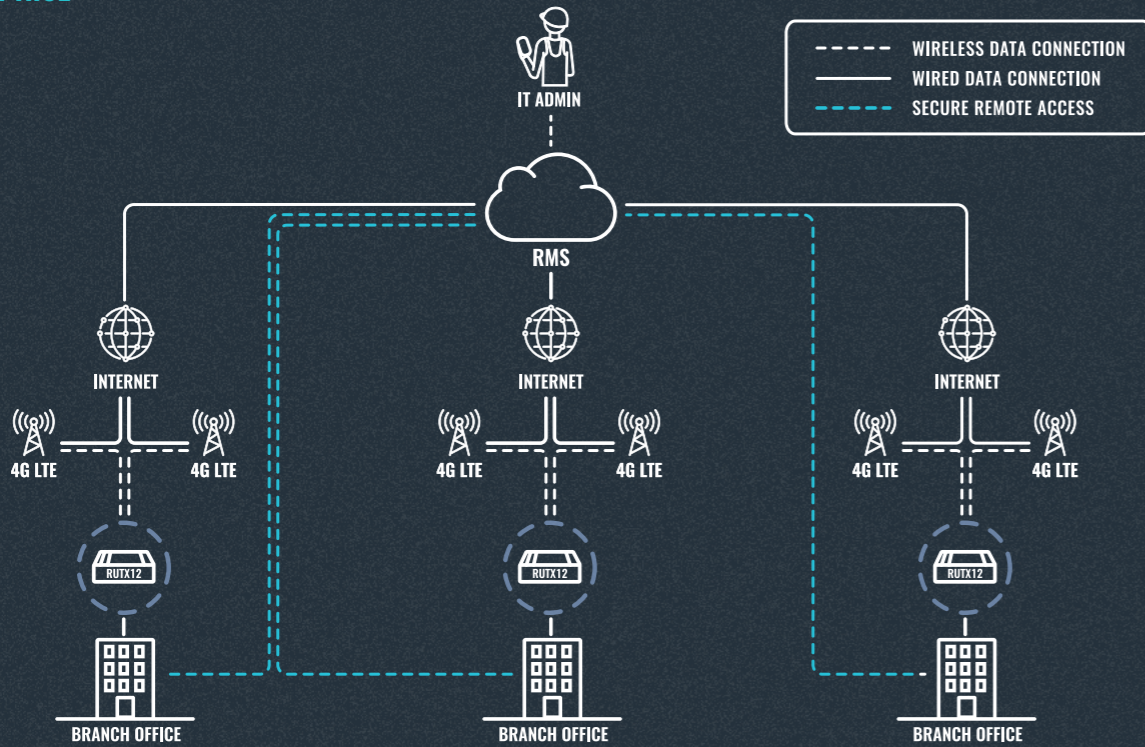 IT ADMIN
WIRELESS DATA CONNECTION
WIRED DATA CONNECTION
SECURE REMOTE ACCESS
RMS
INTERNET
INTERNET
INTERNET
4G LTE
4G LTE
4G LTE
4G LTE
4G LTE
4G LTE
RUTX12
RUTX12
RUTX12
BRANCH OFFICE
BRANCH OFFICE
BRANCH OFFICE